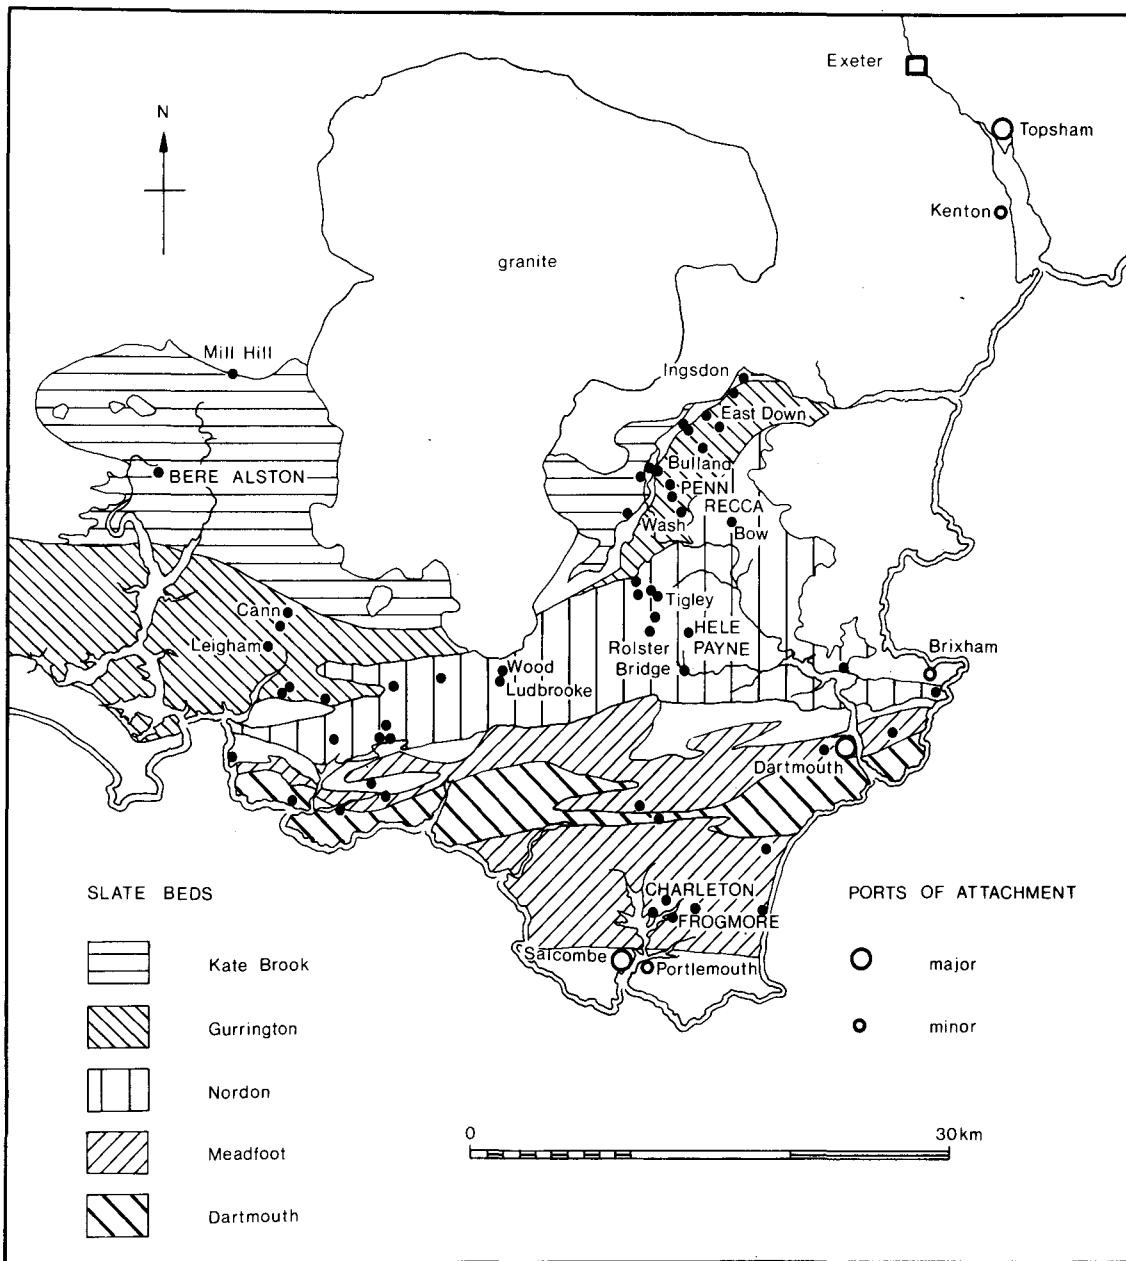 Exeter
N
Topsham
Kenton
granite
Mill Hill
Ingsdon
East Down
Bulland
BERE ALSTON
PENN
RECCA
Wash
Bow
Cann
Tigley
Leigham
HELE
PAYNE
Rolster
Bridge
Brixham
Wood
Ludbrooke
Dartmouth
SLATE BEDS
CHARLETON
PORTS OF ATTACHMENT
FROGMORE
Salcombe
Portlemouth
Kate Brook
major
Gurrington
minor
Nordon
Meadfoot
Dartmouth
0
30km